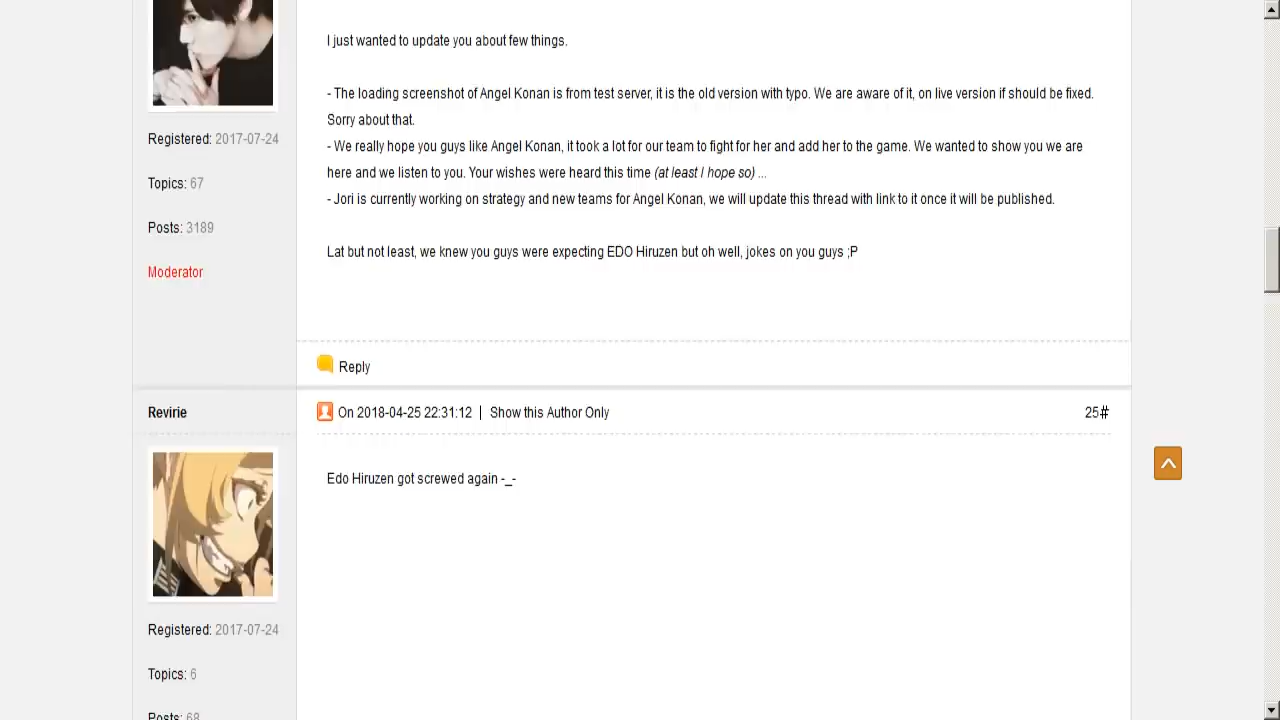 I just wanted to update you about few things.
- The loading screenshot of Angel Konan is from test server, it is the old version with typo. We are aware of it, on live version if should be fixed.
Sorry about that.
- We really hope you guys like Angel Konan, it took a lot for our team to fight for her and add her to the game. We wanted to show you we are
here and we listen to you. Your wishes were heard this time (at least I hope so) ...
- Jori is currently working on strategy and new teams for Angel Konan, we will update this thread with link to it once it will be published.
Lat but not least, we knew you guys were expecting EDO Hiruzen but oh well, jokes on you guys ;P
Registered: 2017-07-24
Topics: 67
Posts: 3189
Moderator
Reply
Revirie
On 2018-04-25 22:31:12 | Show this Author Only
25#
Edo Hiruzen got screwed again -_-
Registered: 2017-07-24
Topics: 6
Posts: 68